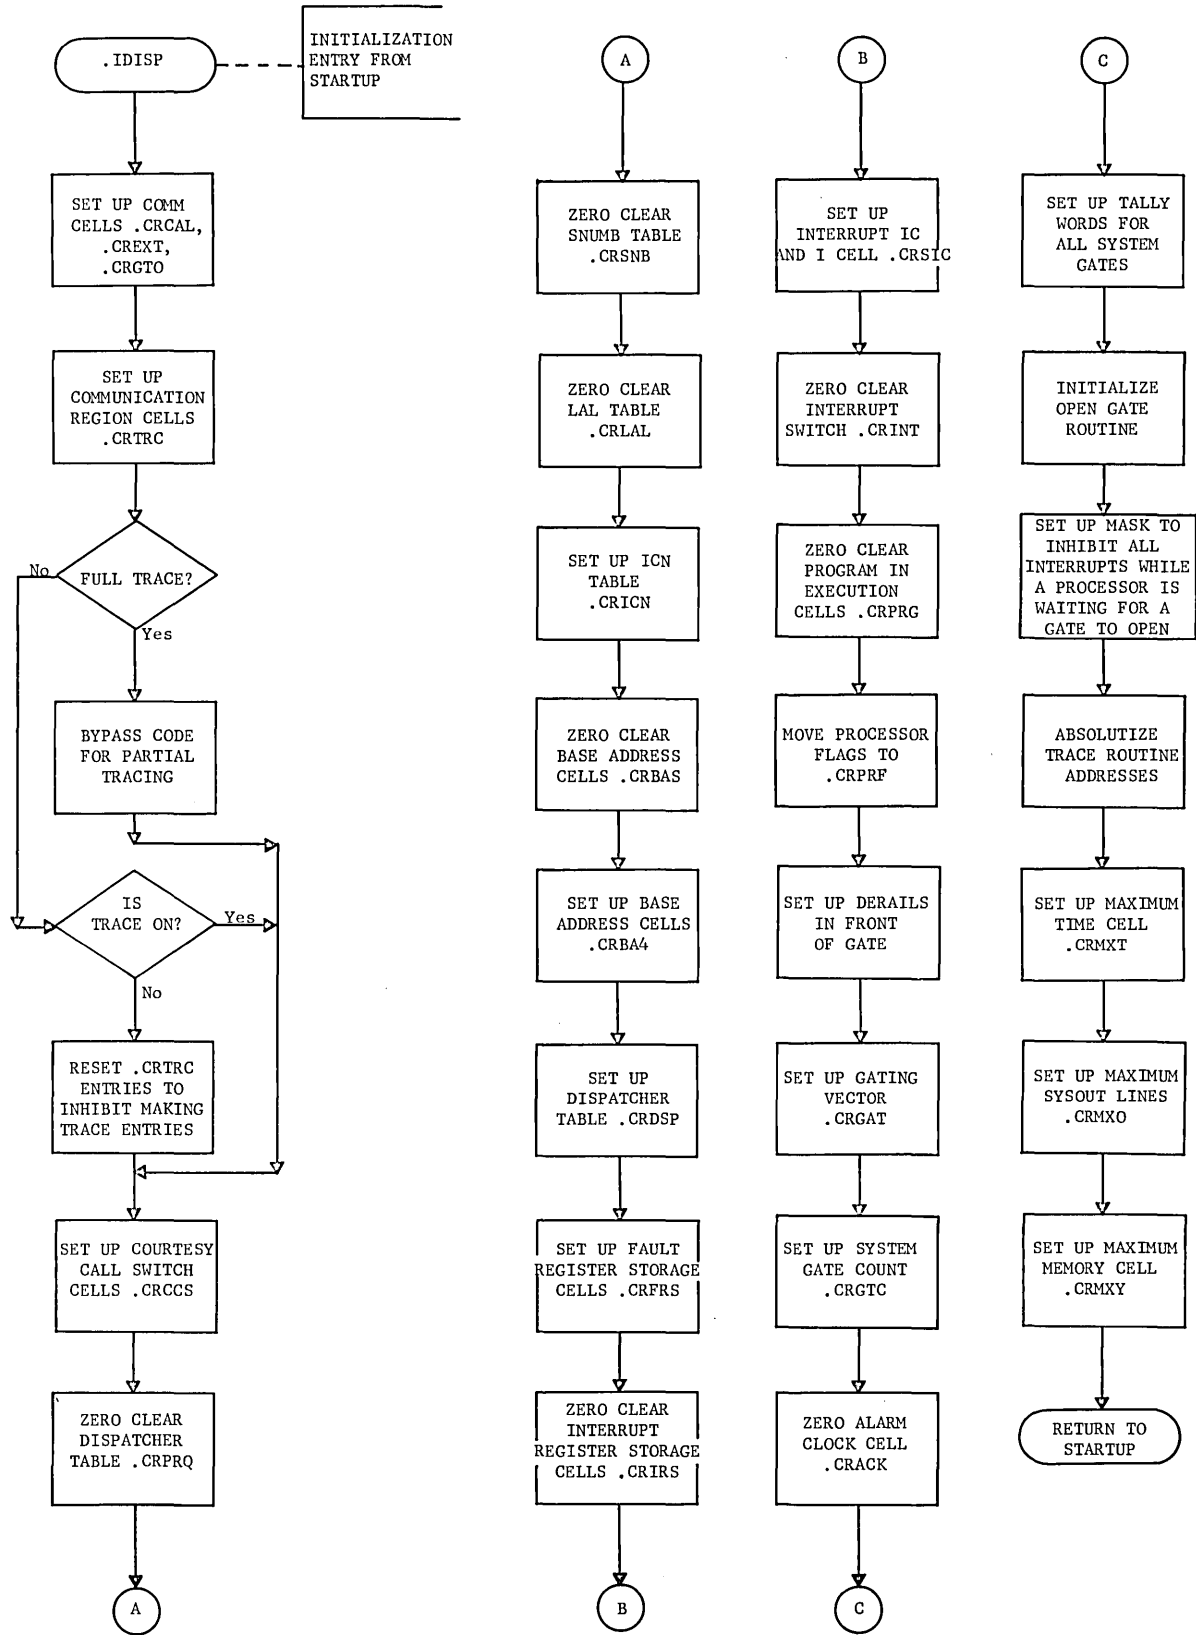 .IDISP
INITIALIZATION
ENTRY FROM
STARTUP
SET UP COMM
CELLS .CRCAL,
.CREXT,
.CRGTO
SET UP
COMMUNICATION
REGION CELLS
.CRTRC
FULL TRACE?
No
Yes
BYPASS CODE
FOR PARTIAL
TRACING
IS
TRACE ON?
Yes
No
RESET .CRTRC
ENTRIES TO
INHIBIT MAKING
TRACE ENTRIES
SET UP COURTESY
CALL SWITCH
CELLS .CRCCS
ZERO CLEAR
DISPATCHER
TABLE .CRPRQ
A
A
ZERO CLEAR
SNUMB TABLE
.CRSNB
ZERO CLEAR
LAL TABLE
.CRLAL
SET UP ICN
TABLE
.CRICN
ZERO CLEAR
BASE ADDRESS
CELLS .CRBAS
SET UP BASE
ADDRESS CELLS
.CRBA4
SET UP
DISPATCHER
TABLE .CRDSP
SET UP FAULT
REGISTER STORAGE
CELLS .CRFRS
ZERO CLEAR
INTERRUPT
REGISTER STORAGE
CELLS .CRIRS
B
B
SET UP
INTERRUPT IC
AND I CELL .CRSIC
ZERO CLEAR
INTERRUPT
SWITCH .CRINT
ZERO CLEAR
PROGRAM IN
EXECUTION
CELLS .CRPRG
MOVE PROCESSOR
FLAGS TO
.CRPRF
SET UP DERAILS
IN FRONT
OF GATE
SET UP GATING
VECTOR
.CRGAT
SET UP SYSTEM
GATE COUNT
.CRGTC
ZERO ALARM
CLOCK CELL
.CRACK
C
C
SET UP TALLY
WORDS FOR
ALL SYSTEM
GATES
INITIALIZE
OPEN GATE
ROUTINE
SET UP MASK TO
INHIBIT ALL
INTERRUPTS WHILE
A PROCESSOR IS
WAITING FOR A
GATE TO OPEN
ABSOLUTIZE
TRACE ROUTINE
ADDRESSES
SET UP MAXIMUM
TIME CELL
.CRMXT
SET UP MAXIMUM
SYSOUT LINES
.CRMXO
SET UP MAXIMUM
MEMORY CELL
.CRMXY
RETURN TO
STARTUP